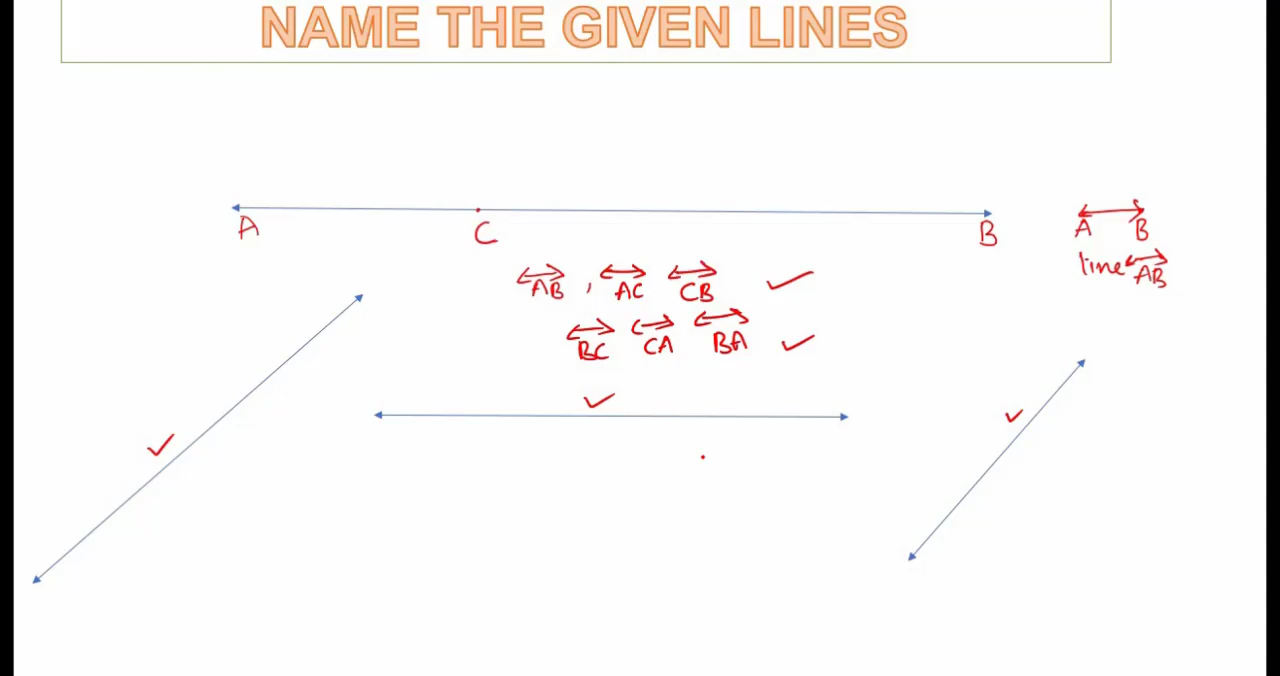 NAME THE GIVEN LINES
A
C
B
A B
line AB
AB , AC CB
BC CA BA